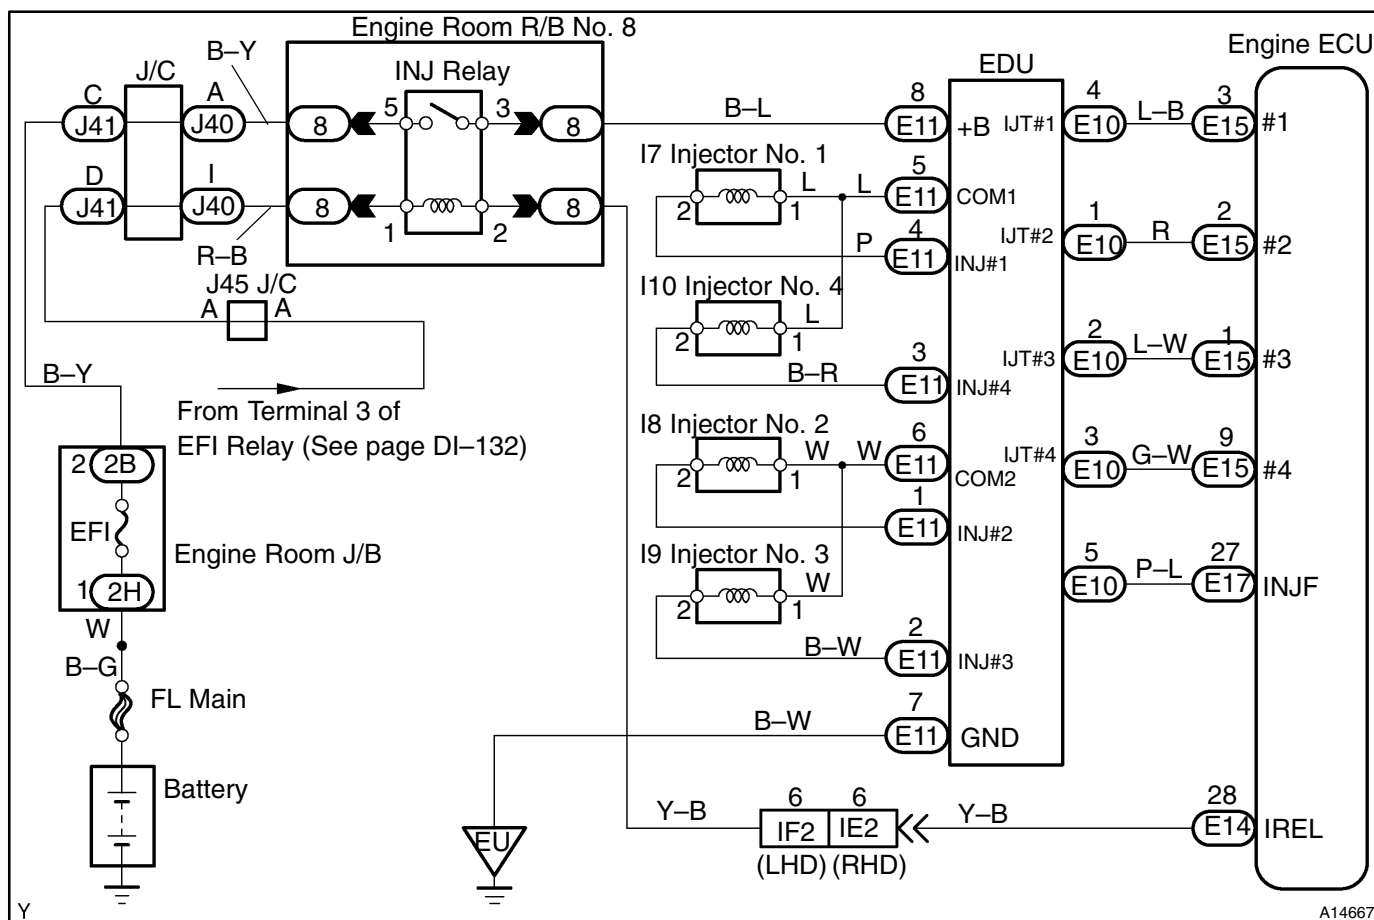 Engine Room R/B No. 8
B–Y
J/C
INJ Relay
EDU
Engine ECU
C
A
J41
J40
8
5
3
8
B–L
8
E11
+B
IJT#1
4
E10
L–B
3
E15
#1
D
I
J41
J40
8
1
2
8
R–B
I7 Injector No. 1
2
1
L
L
5
E11
COM1
P
4
E11
INJ#1
IJT#2
1
E10
R
2
E15
#2
J45 J/C
A
A
I10 Injector No. 4
2
1
L
B–R
3
E11
INJ#4
IJT#3
2
E10
L–W
1
E15
#3
B–Y
From Terminal 3 of
EFI Relay (See page DI–132)
I8 Injector No. 2
2
1
W
W
6
E11
COM2
IJT#4
3
E10
G–W
9
E15
#4
2
2B
EFI
1
2H
Engine Room J/B
1
E11
INJ#2
I9 Injector No. 3
2
1
W
5
E10
P–L
27
E17
INJF
W
B–G
FL Main
B–W
2
E11
INJ#3
B–W
7
E11
GND
Battery
EU
Y–B
6
6
IF2
IE2
(LHD)
(RHD)
Y–B
28
E14
IREL
Y
A14667